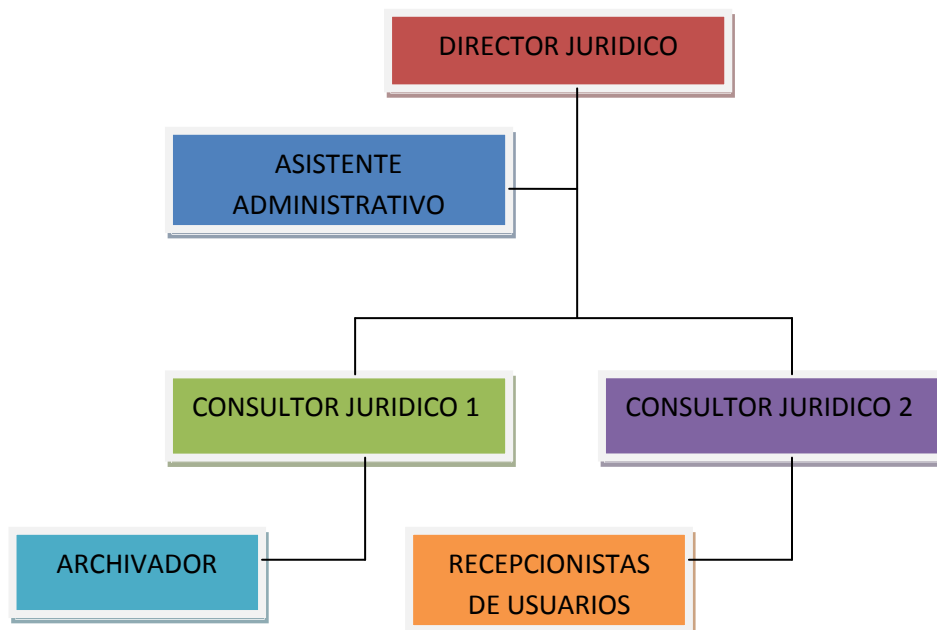 DIRECTOR JURIDICO
ASISTENTE
ADMINISTRATIVO
CONSULTOR JURIDICO 1
CONSULTOR JURIDICO 2
ARCHIVADOR
RECEPCIONISTAS
DE USUARIOS